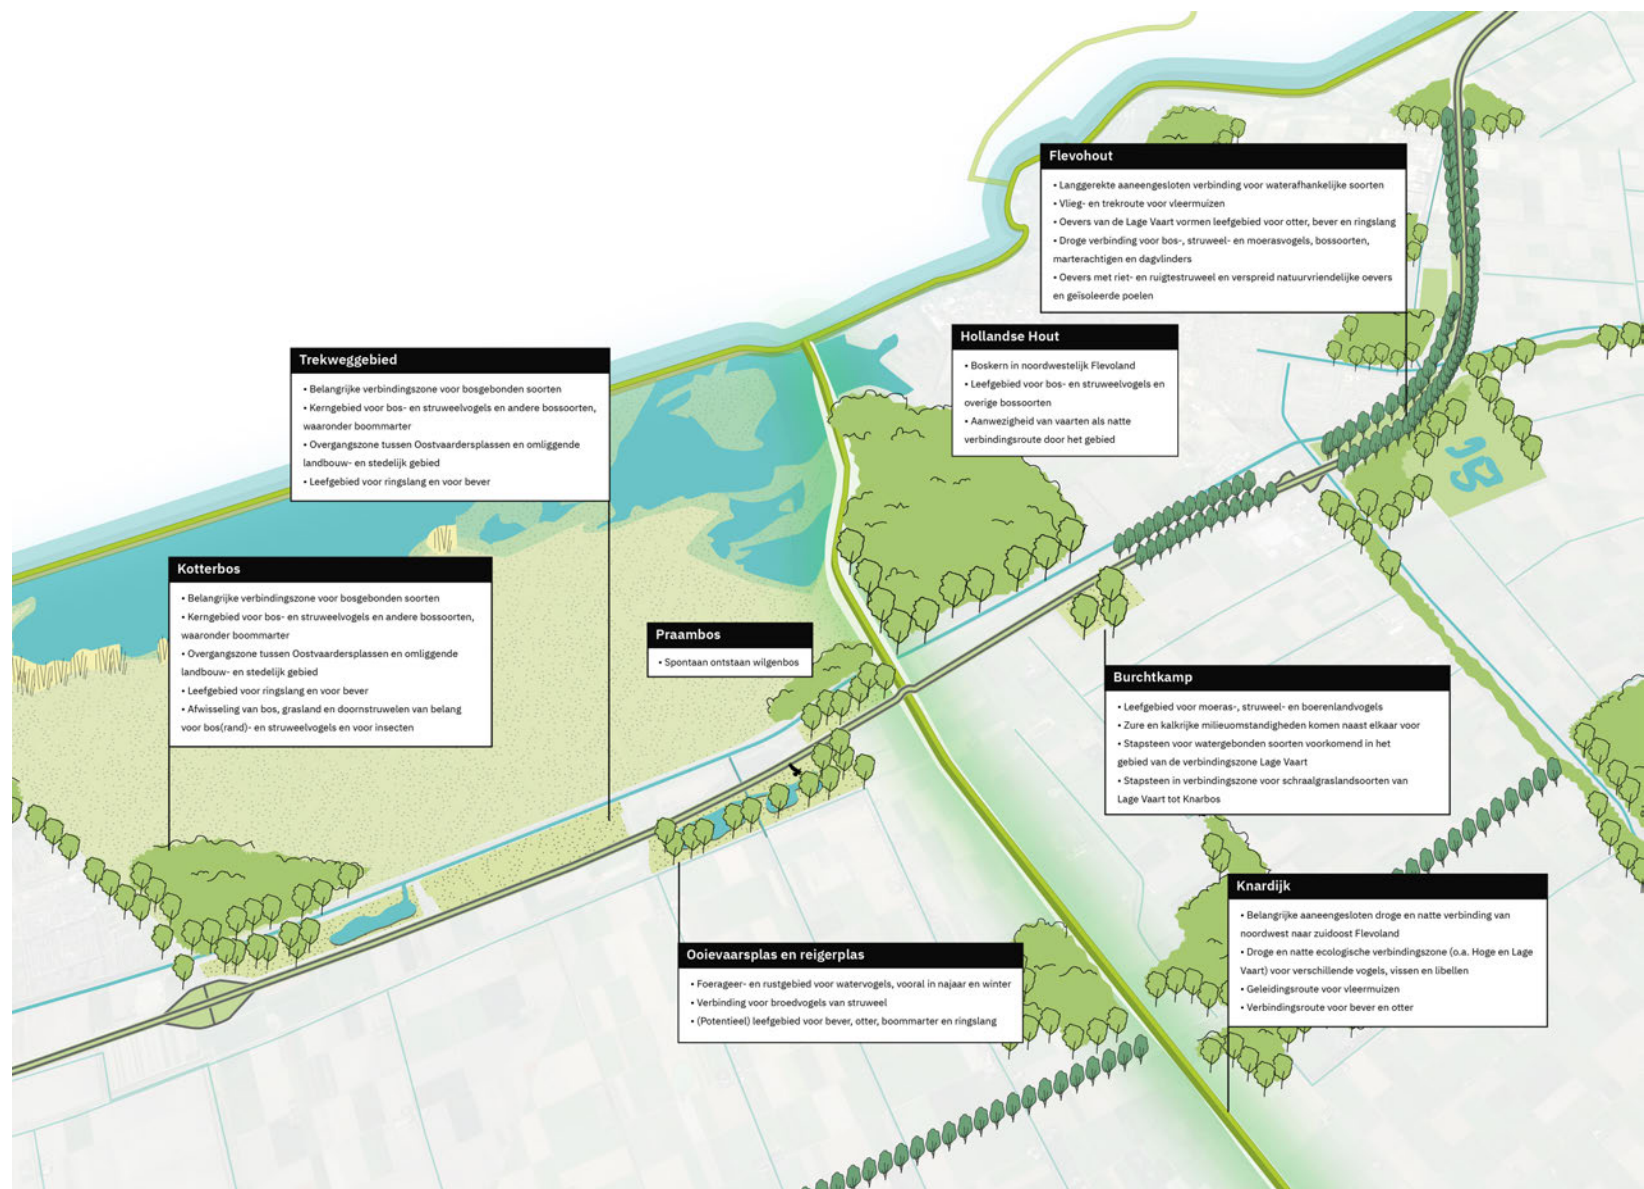 Flevohout
• Langgerekte aaneengesloten verbinding voor waterafhankelijke soorten
• Vlieg- en trekroute voor vleermuizen
• Oevers van de Lage Vaart vormen leefgebied voor otter, bever en ringslang
• Droge verbinding voor bos-, struweel- en moerasvogels, bossoorten,
marterachtigen en dagvlinders
• Oevers met riet- en ruigtestruweel en verspreid natuurvriendelijke oevers
en geïsoleerde poelen
Hollandse Hout
• Boskern in noordwestelijk Flevoland
• Leefgebied voor bos- en struweelvogels en
overige bossoorten
• Aanwezigheid van vaarten als natte
verbindingsroute door het gebied
Trekweggebied
• Belangrijke verbindingszone voor bosgebonden soorten
• Kerngebied voor bos- en struweelvogels en andere bossoorten,
waaronder boommarter
• Overgangszone tussen Oostvaardersplassen en omliggende
landbouw- en stedelijk gebied
• Leefgebied voor ringslang en voor bever
Kotterbos
• Belangrijke verbindingszone voor bosgebonden soorten
• Kerngebied voor bos- en struweelvogels en andere bossoorten,
waaronder boommarter
• Overgangszone tussen Oostvaardersplassen en omliggende
landbouw- en stedelijk gebied
• Leefgebied voor ringslang en voor bever
• Afwisseling van bos, grasland en doornstruwelen van belang
voor bos(rand)- en struweelvogels en voor insecten
Praambos
• Spontaan ontstaan wilgenbos
Burchtkamp
• Leefgebied voor moeras-, struweel- en boerenlandvogels
• Zure en kalkrijke milieuomstandigheden komen naast elkaar voor
• Stapsteen voor watergebonden soorten voorkomend in het
gebied van de verbindingszone Lage Vaart
• Stapsteen in verbindingszone voor schraalgraslandsoorten van
Lage Vaart tot Knarbos
Knardijk
• Belangrijke aaneengesloten droge en natte verbinding van
noordwest naar zuidoost Flevoland
• Droge en natte ecologische verbindingszone (o.a. Hoge en Lage
Vaart) voor verschillende vogels, vissen en libellen
• Geleidingsroute voor vleermuizen
• Verbindingsroute voor bever en otter
Ooievaarsplas en reigerplas
• Foerageer- en rustgebied voor watervogels, vooral in najaar en winter
• Verbinding voor broedvogels van struweel
• (Potentieel) leefgebied voor bever, otter, boommarter en ringslang